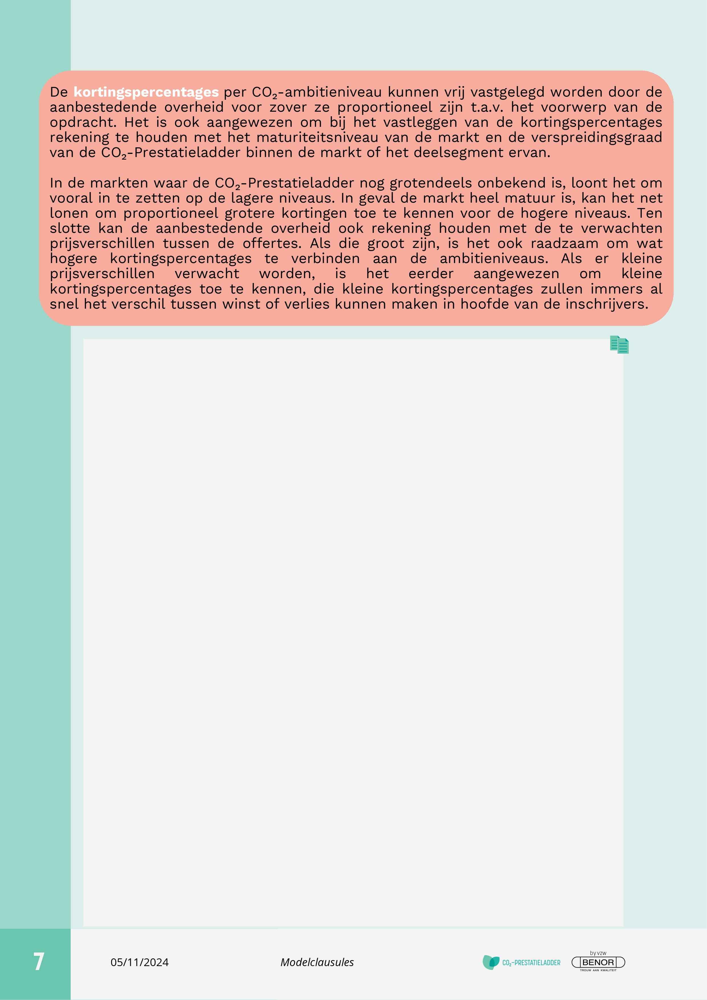 De kortingspercentages per CO₂-ambitieniveau kunnen vrij vastgelegd worden door de
aanbestedende overheid voor zover ze proportioneel zijn t.a.v. het voorwerp van de
opdracht. Het is ook aangewezen om bij het vastleggen van de kortingspercentages
rekening te houden met het maturiteitsniveau van de markt en de verspreidingsgraad
van de CO₂-Prestatieladder binnen de markt of het deelsegment ervan.
In de markten waar de CO₂-Prestatieladder nog grotendeels onbekend is, loont het om
vooral in te zetten op de lagere niveaus. In geval de markt heel matuur is, kan het net
lonen om proportioneel grotere kortingen toe te kennen voor de hogere niveaus. Ten
slotte kan de aanbestedende overheid ook rekening houden met de te verwachten
prijsverschillen tussen de offertes. Als die groot zijn, is het ook raadzaam om wat
hogere kortingspercentages te verbinden aan de ambitieniveaus. Als er kleine
prijsverschillen verwacht worden, is het eerder aangewezen om kleine
kortingspercentages toe te kennen, die kleine kortingspercentages zullen immers al
snel het verschil tussen winst of verlies kunnen maken in hoofde van de inschrijvers.
7
05/11/2024
Modelclausules
CO₂-PRESTATIELADDER
by vzw
BENOR
TROUW AAN KWALITEIT